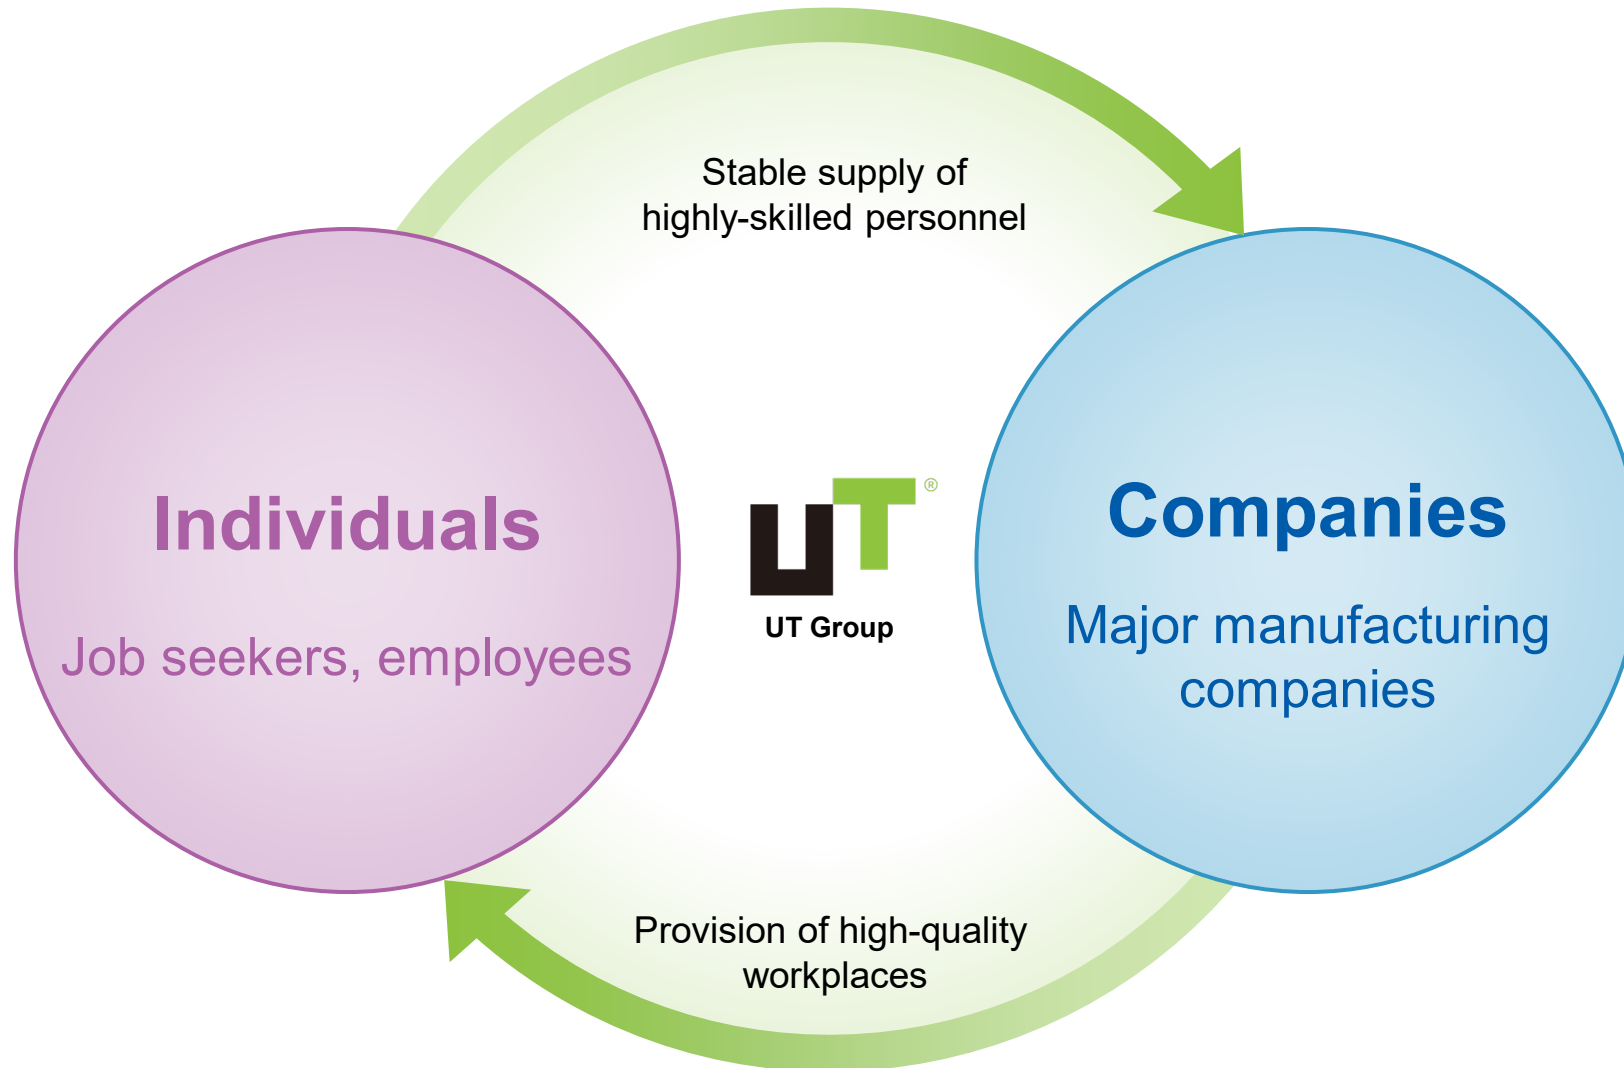 Stable supply of
highly-skilled personnel
Individuals
Job seekers, employees
UT®
UT Group
Companies
Major manufacturing
companies
Provision of high-quality
workplaces